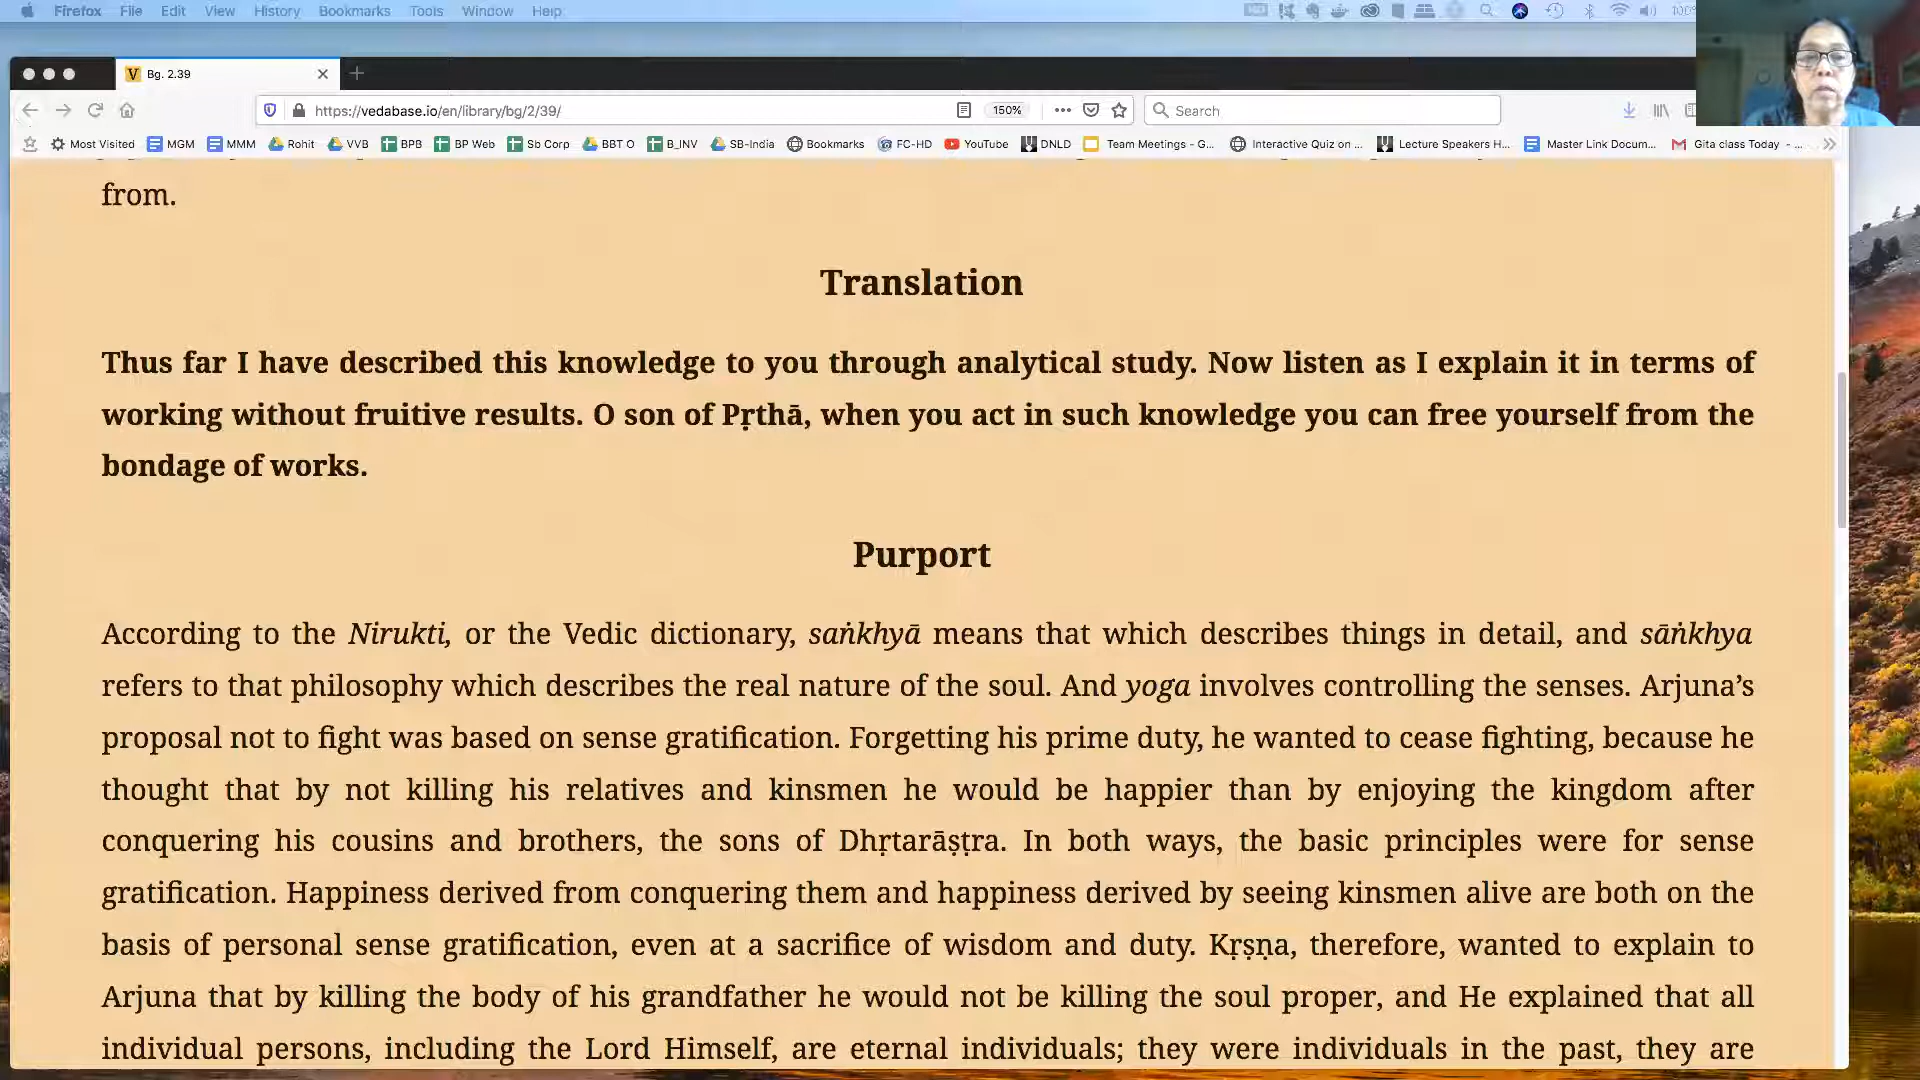 Firefox File Edit View History Bookmarks Tools Window Help
Bg. 2.39
https://vedabase.io/en/library/bg/2/39/ 150% Search
Most Visited MGM MMM Rohit VVB BPB BP Web Sb Corp BBT O B_INV SB-India Bookmarks FC-HD YouTube DNLD Team Meetings - G... Interactive Quiz on ... Lecture Speakers H... Master Link Docum... Gita class Today - ...
from.
Translation
Thus far I have described this knowledge to you through analytical study. Now listen as I explain it in terms of
working without fruitive results. O son of Pṛthā, when you act in such knowledge you can free yourself from the
bondage of works.
Purport
According to the Nirukti, or the Vedic dictionary, saṅkhyā means that which describes things in detail, and sāṅkhya
refers to that philosophy which describes the real nature of the soul. And yoga involves controlling the senses. Arjuna’s
proposal not to fight was based on sense gratification. Forgetting his prime duty, he wanted to cease fighting, because he
thought that by not killing his relatives and kinsmen he would be happier than by enjoying the kingdom after
conquering his cousins and brothers, the sons of Dhṛtarāṣṭra. In both ways, the basic principles were for sense
gratification. Happiness derived from conquering them and happiness derived by seeing kinsmen alive are both on the
basis of personal sense gratification, even at a sacrifice of wisdom and duty. Kṛṣṇa, therefore, wanted to explain to
Arjuna that by killing the body of his grandfather he would not be killing the soul proper, and He explained that all
individual persons, including the Lord Himself, are eternal individuals; they were individuals in the past, they are